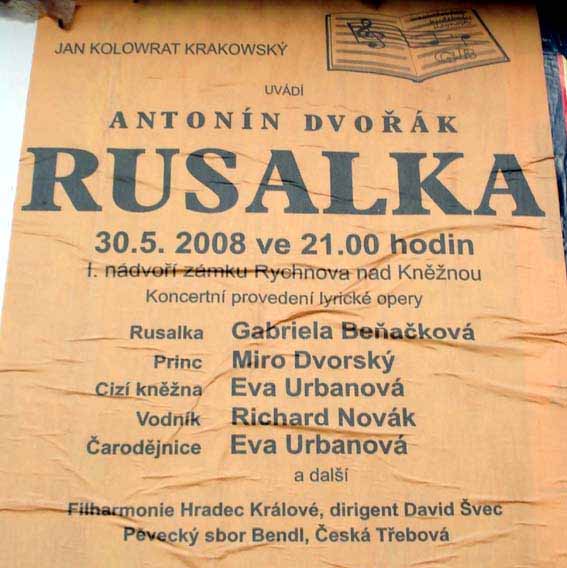 JAN KOLOWRAT KRAKOWSKÝ
UVÁDÍ
ANTONÍN DVOŘÁK
RUSALKA
30.5. 2008 ve 21.00 hodin
I. nádvoří zámku Rychnova nad Kněžnou
Koncertní provedení lyrické opery
Rusalka Gabriela Beňačková
Princ Miro Dvorský
Cizí kněžna Eva Urbanová
Vodník Richard Novák
Čarodějnice Eva Urbanová
a další
Filharmonie Hradec Králové, dirigent David Švec
Pěvecký sbor Bendl, Česká Třebová